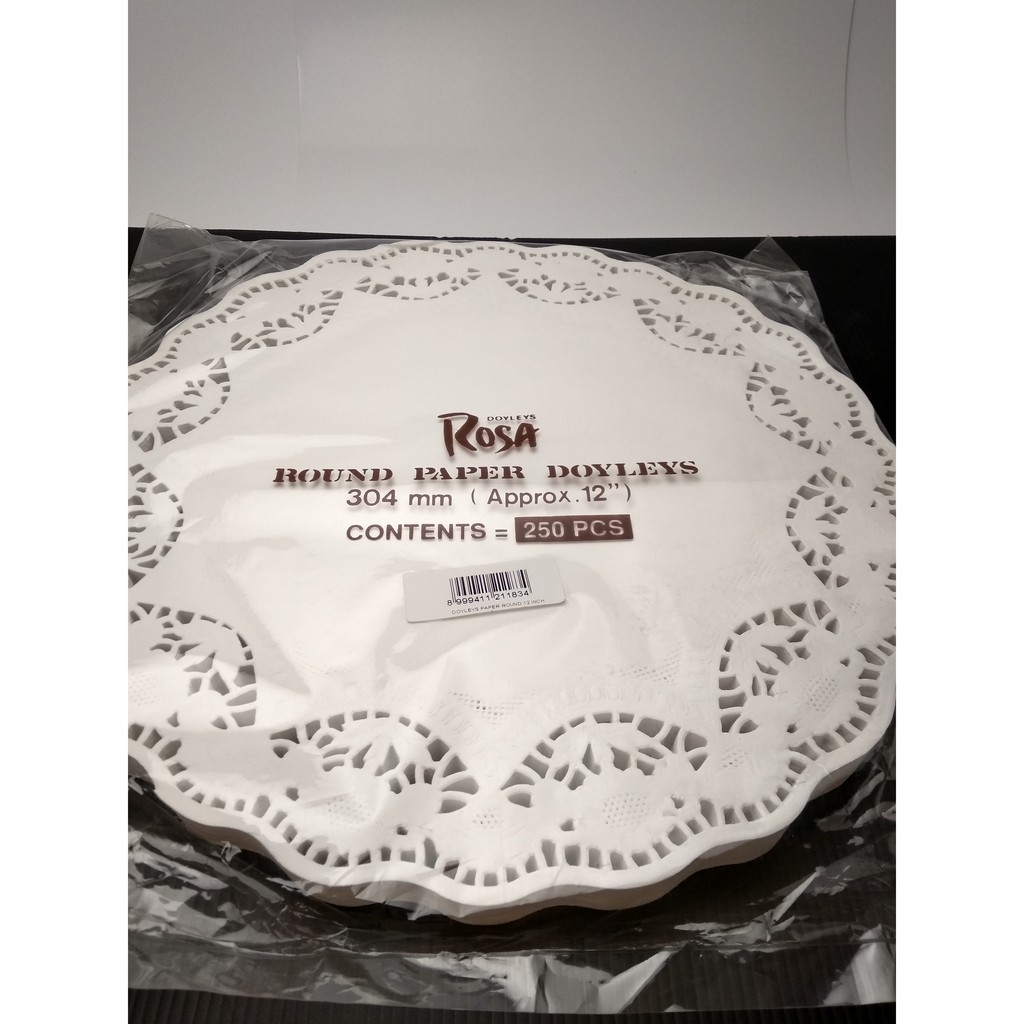 DOYLEYS
ROSA
ROUND PAPER DOYLEYS
304 mm ( Approx. 12")
CONTENTS = 250 PCS
8 999411 211834
DOYLEYS PAPER ROUND 12 INCH